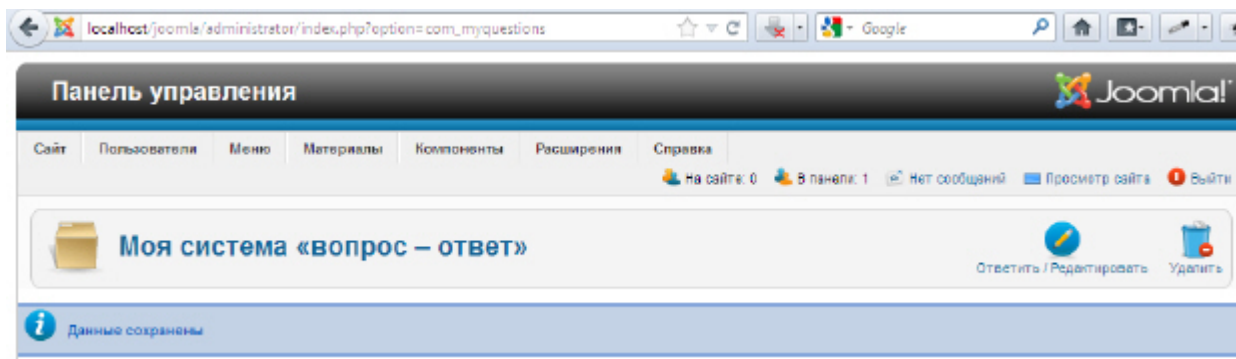 localhost/joomla/administrator/index.php?option=com_myquestions Google
Панель управления Joomla!
Сайт Пользователи Меню Материалы Компоненты Расширения Справка
На сайте: 0 В панели: 1 Нет сообщений Просмотр сайта Выйти
Моя система «вопрос – ответ»
Ответить / Редактировать Удалить
Данные сохранены